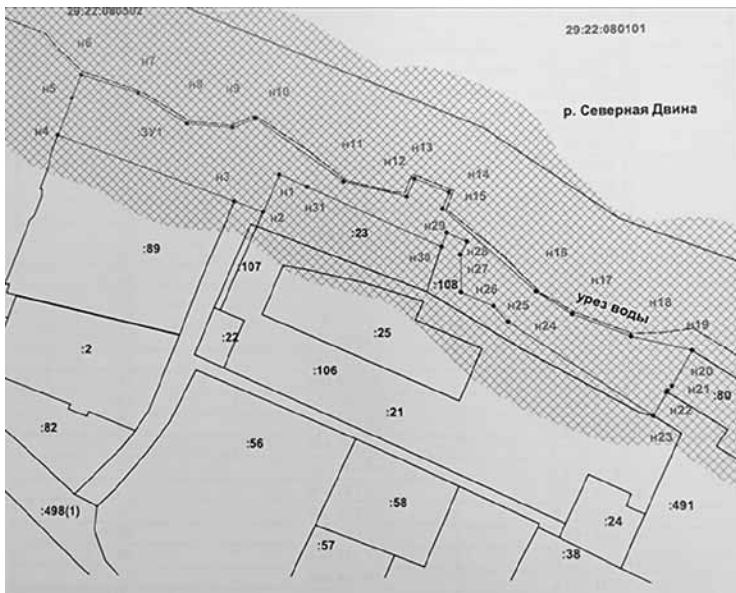 29:22:080502
29:22:080101
н6
н7
р. Северная Двина
н5
н8
н9
н10
н4
ЗУ1
н11
н12
н13
н3
н1
н31
н14
н15
н2
:23
н29
:89
н30
н28
н16
:107
н27
н17
:108
н26
урез воды
н18
н25
н24
н19
:25
:22
:2
:106
н20
н21
:80
:21
н22
:82
н23
:56
:498(1)
:58
:491
:24
:57
:38